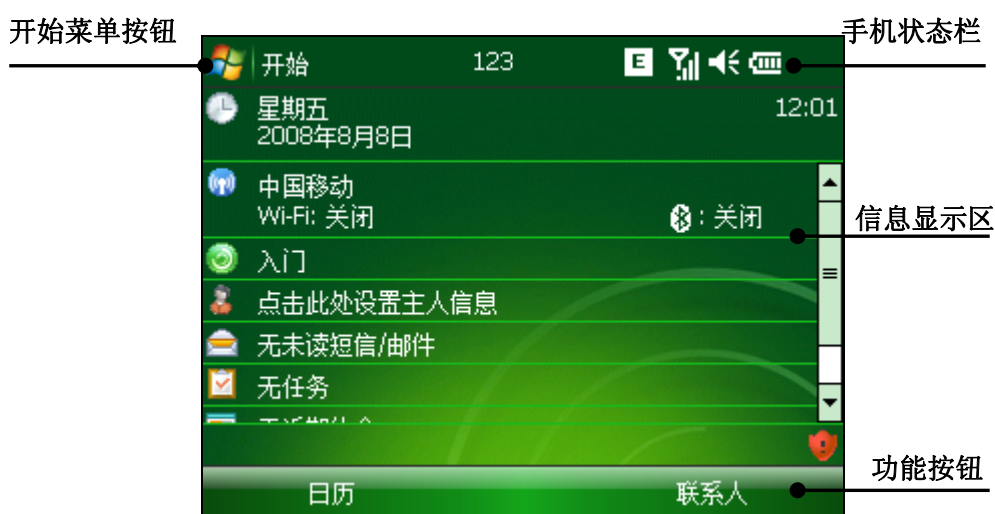 开始菜单按钮
手机状态栏
开始 123 E
星期五 12:01
2008年8月8日
中国移动
Wi-Fi: 关闭 : 关闭
信息显示区
入门
点击此处设置主人信息
无未读短信/邮件
无任务
功能按钮
日历 联系人